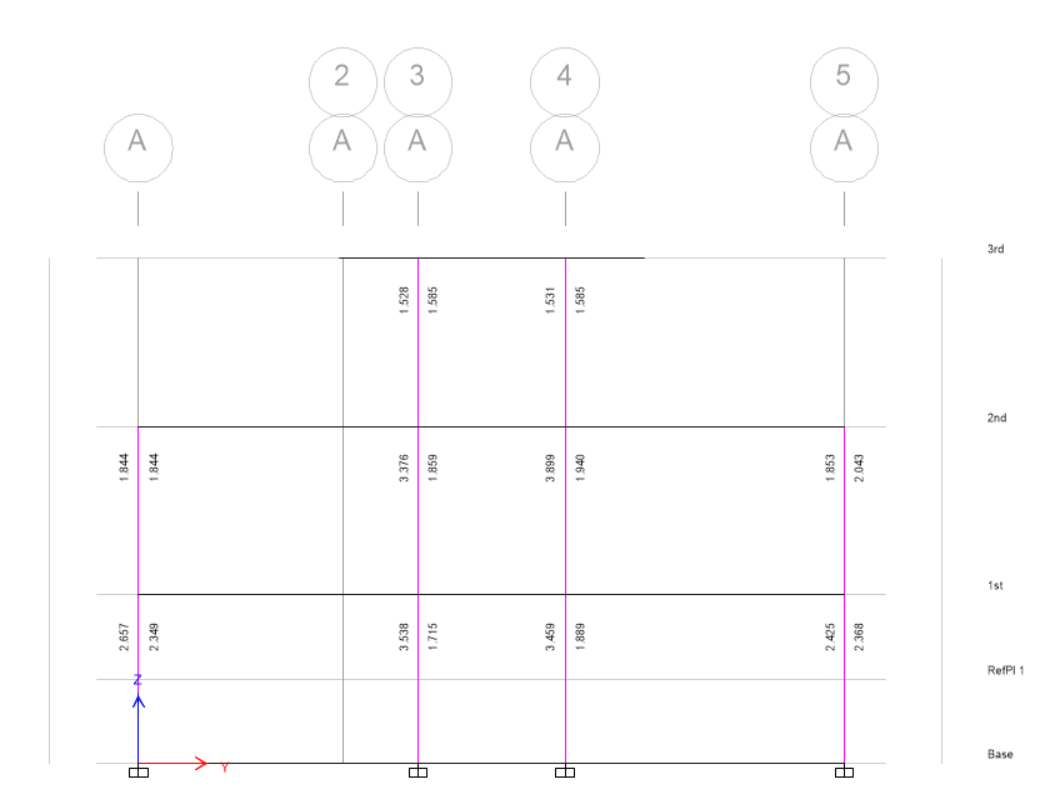 2 3 4 5
A A A A A
3rd
1.528 1.585 1.531 1.585
2nd
1.844 1.844 3.376 1.859 3.899 1.940 1.853 2.043
1st
2.657 2.349 3.538 1.715 3.459 1.889 2.425 2.368
RefPl 1
Z
Base
Y